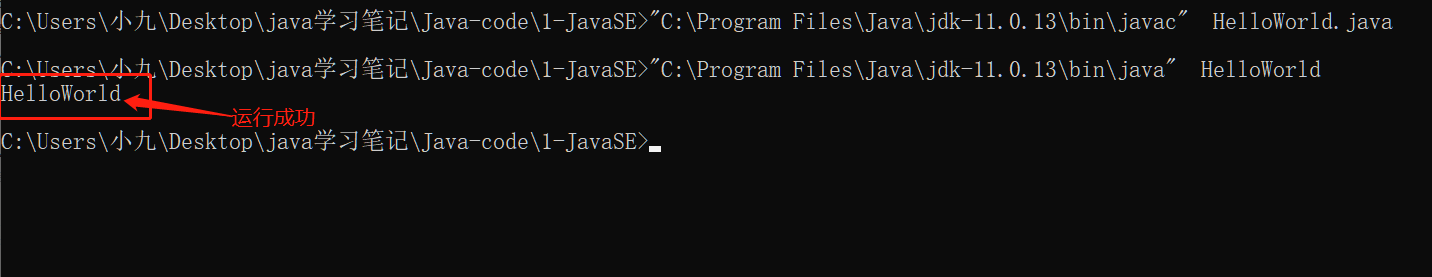 C:\Users\小九\Desktop\java学习笔记\Java-code\1-JavaSE>"C:\Program Files\Java\jdk-11.0.13\bin\javac"  HelloWorld.java
C:\Users\小九\Desktop\java学习笔记\Java-code\1-JavaSE>"C:\Program Files\Java\jdk-11.0.13\bin\java"  HelloWorld
HelloWorld
运行成功
C:\Users\小九\Desktop\java学习笔记\Java-code\1-JavaSE>